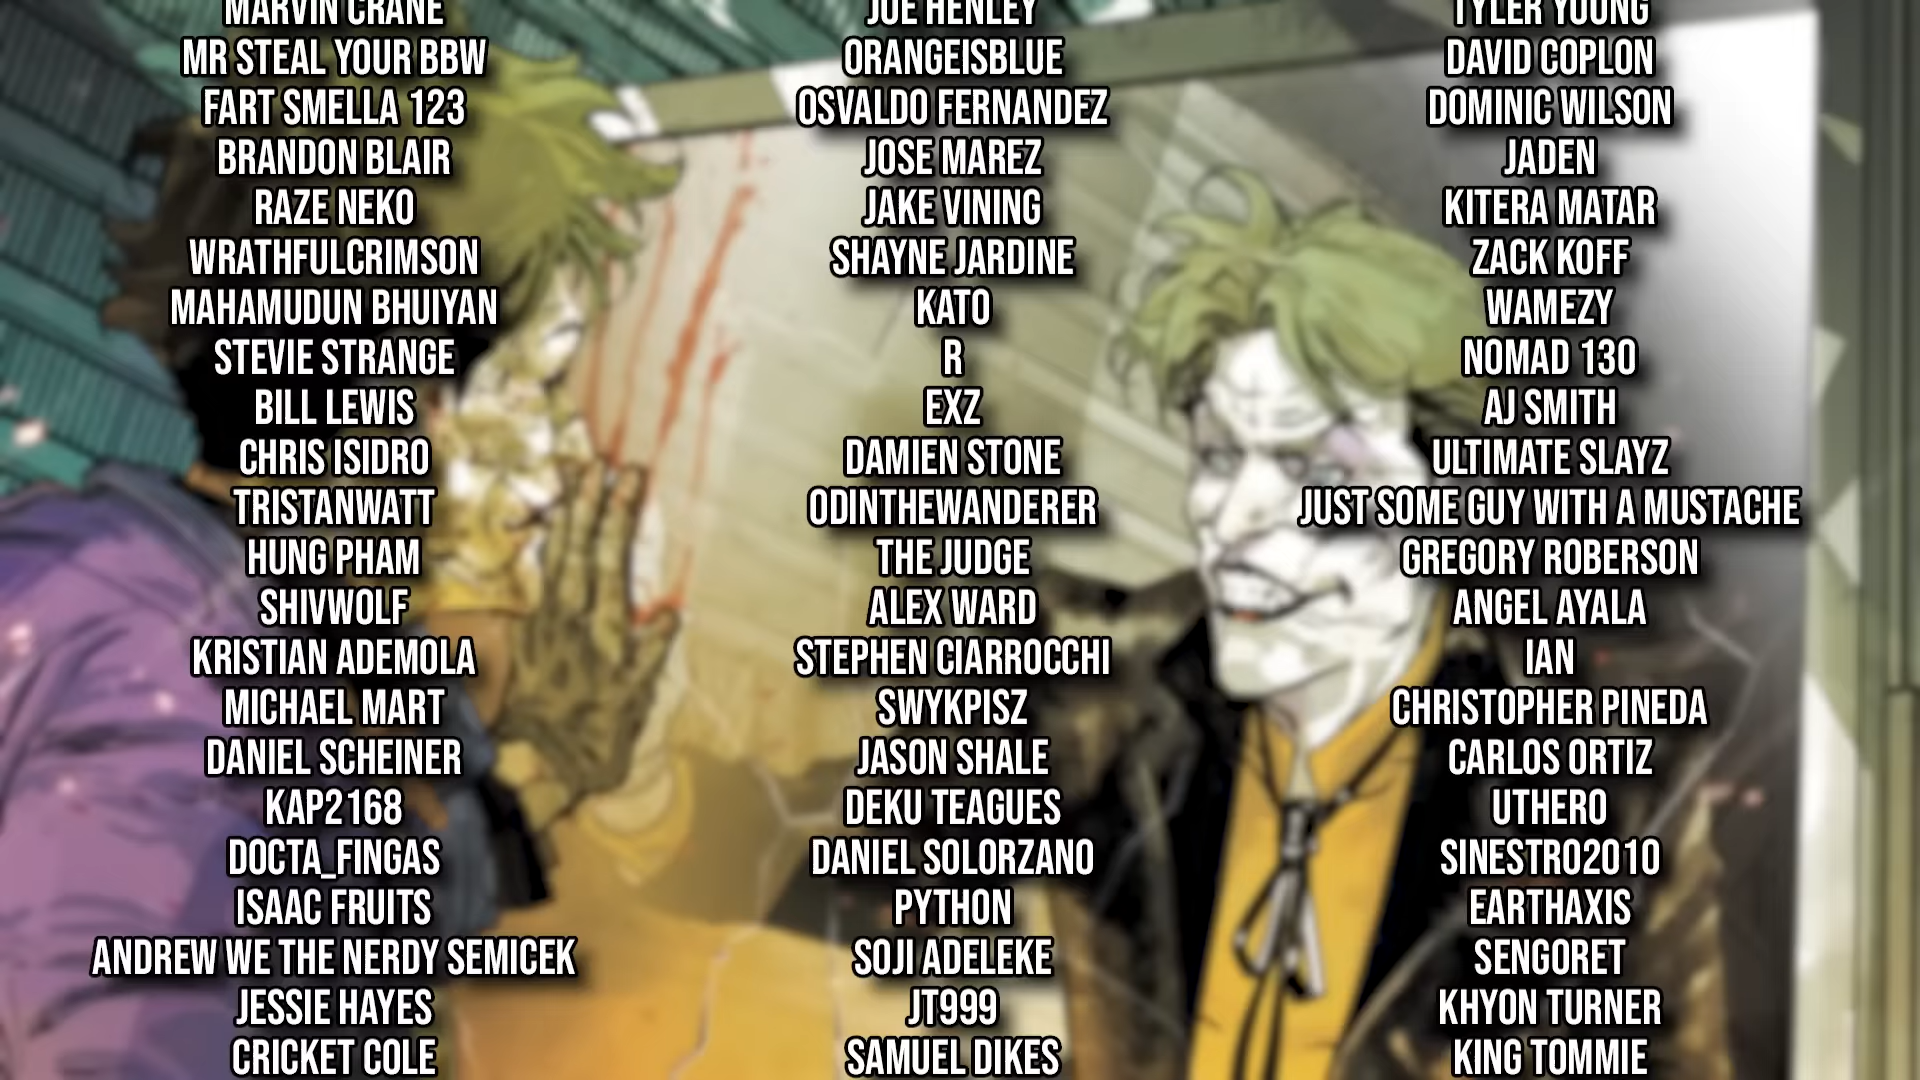 MARVIN CRANE
MR STEAL YOUR BBW
FART SMELLA 123
BRANDON BLAIR
RAZE NEKO
WRATHFULCRIMSON
MAHAMUDUN BHUIYAN
STEVIE STRANGE
BILL LEWIS
CHRIS ISIDRO
TRISTANWATT
HUNG PHAM
SHIVWOLF
KRISTIAN ADEMOLA
MICHAEL MART
DANIEL SCHEINER
KAP2168
DOCTA_FINGAS
ISAAC FRUITS
ANDREW WE THE NERDY SEMICEK
JESSIE HAYES
CRICKET COLE
JOE HENLEY
ORANGEISBLUE
OSVALDO FERNANDEZ
JOSE MAREZ
JAKE VINING
SHAYNE JARDINE
KATO
R
EXZ
DAMIEN STONE
ODINTHEWANDERER
THE JUDGE
ALEX WARD
STEPHEN CIARROCCHI
SWYKPISZ
JASON SHALE
DEKU TEAGUES
DANIEL SOLORZANO
PYTHON
SOJI ADELEKE
JT999
SAMUEL DIKES
TYLER YOUNG
DAVID COPLON
DOMINIC WILSON
JADEN
KITERA MATAR
ZACK KOFF
WAMEZY
NOMAD 130
AJ SMITH
ULTIMATE SLAYZ
JUST SOME GUY WITH A MUSTACHE
GREGORY ROBERSON
ANGEL AYALA
IAN
CHRISTOPHER PINEDA
CARLOS ORTIZ
UTHERO
SINESTRO2010
EARTHAXIS
SENGORET
KHYON TURNER
KING TOMMIE